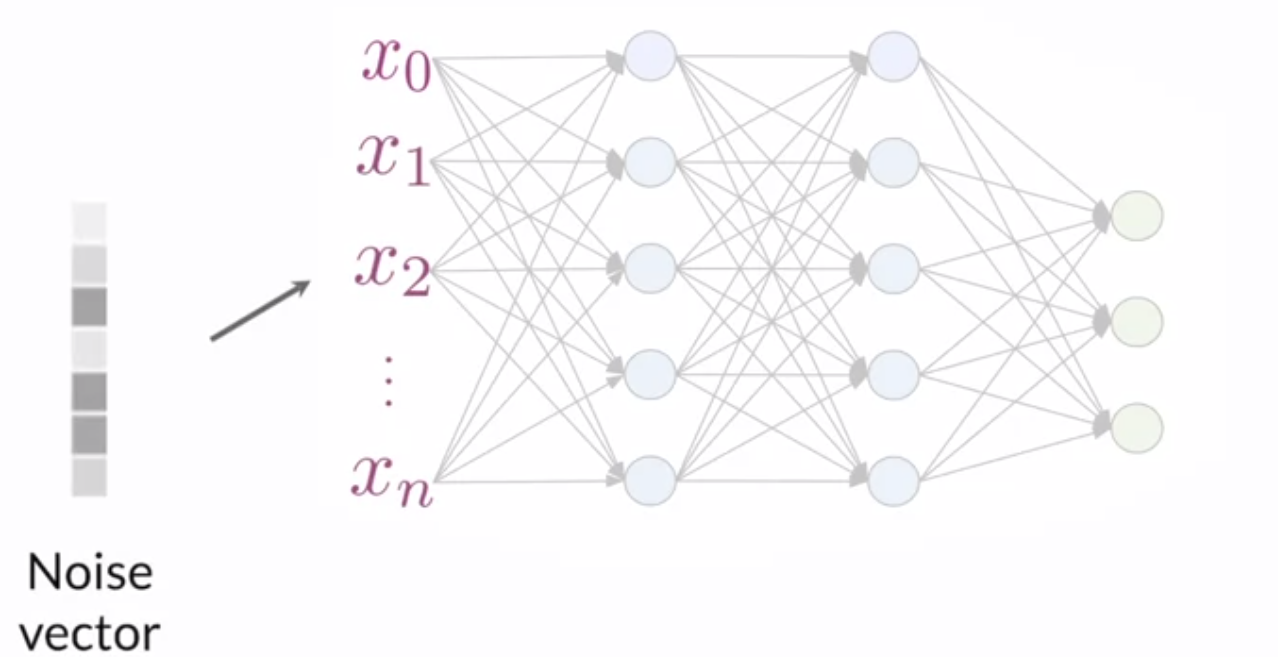 x₀
x₁
x₂
⋮
xₙ
Noise
vector